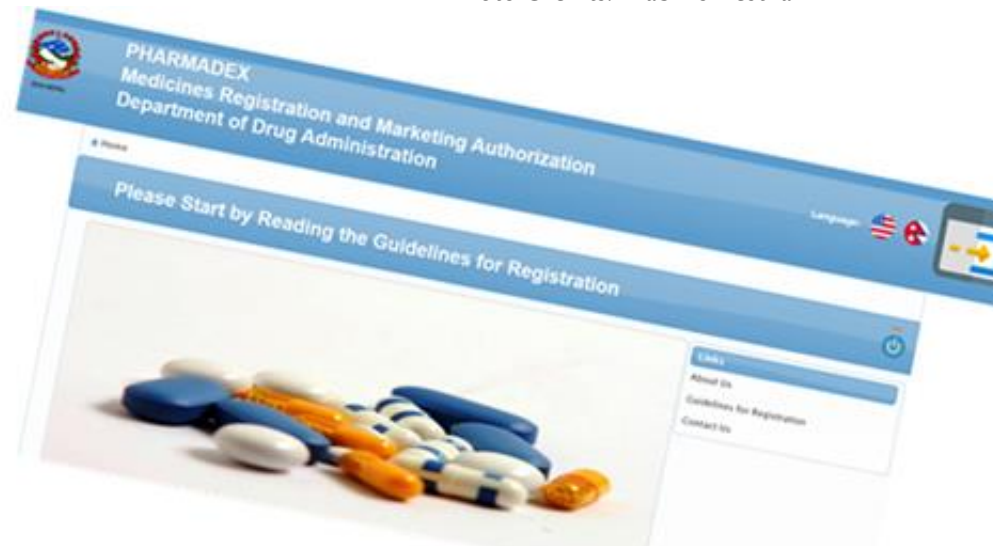 PHARMADEX
Medicines Registration and Marketing Authorization
Department of Drug Administration
Home
Language:
Please Start by Reading the Guidelines for Registration
Links
About Us
Guidelines for Registration
Contact Us